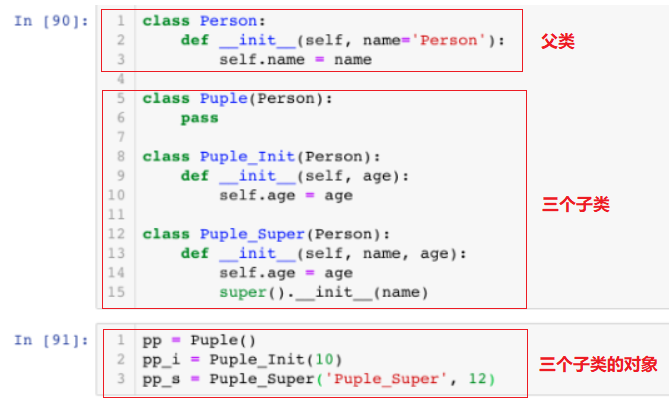 In [90]:
1 class Person:
2     def __init__(self, name='Person'):
3         self.name = name
4
5 class Puple(Person):
6     pass
7
8 class Puple_Init(Person):
9     def __init__(self, age):
10         self.age = age
11
12 class Puple_Super(Person):
13     def __init__(self, name, age):
14         self.age = age
15         super().__init__(name)
父类
三个子类
In [91]:
1 pp = Puple()
2 pp_i = Puple_Init(10)
3 pp_s = Puple_Super('Puple_Super', 12)
三个子类的对象